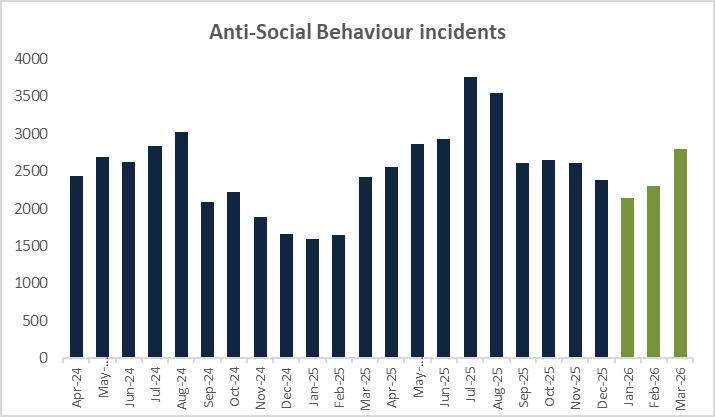 Anti-Social Behaviour incidents
4000
3500
3000
2500
2000
1500
1000
500
0
Apr-24
May-...
Jun-24
Jul-24
Aug-24
Sep-24
Oct-24
Nov-24
Dec-24
Jan-25
Feb-25
Mar-25
Apr-25
May-...
Jun-25
Jul-25
Aug-25
Sep-25
Oct-25
Nov-25
Dec-25
Jan-26
Feb-26
Mar-26